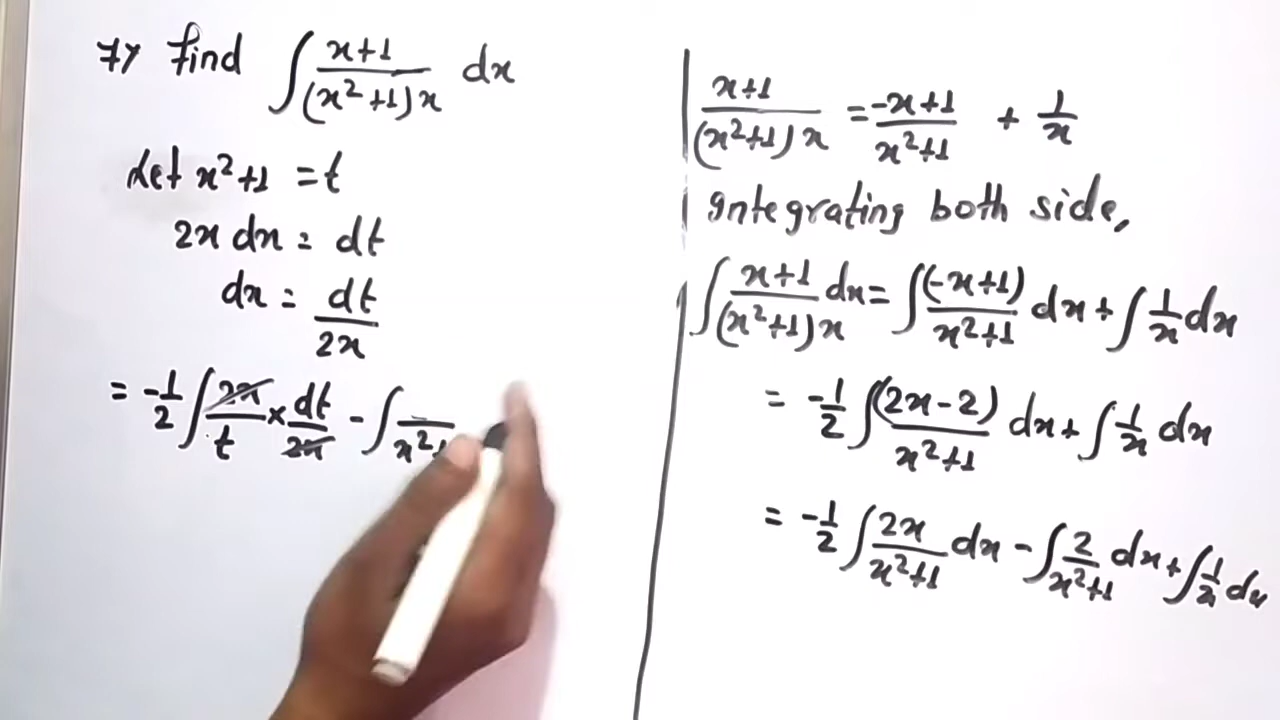 7) Find ∫ x+1/(x²+1)x dx
Let x²+1 = t
2x dx = dt
dx = dt/2x
= -1/2 ∫ 2x/t × dt/2x - ∫ /x²+
x+1/(x²+1)x = -x+1/x²+1 + 1/x
Integrating both side,
∫ x+1/(x²+1)x dx = ∫ (-x+1)/x²+1 dx + ∫ 1/x dx
= -1/2 ∫ (2x-2)/x²+1 dx + ∫ 1/x dx
= -1/2 ∫ 2x/x²+1 dx - ∫ 2/x²+1 dx + ∫ 1/x dx